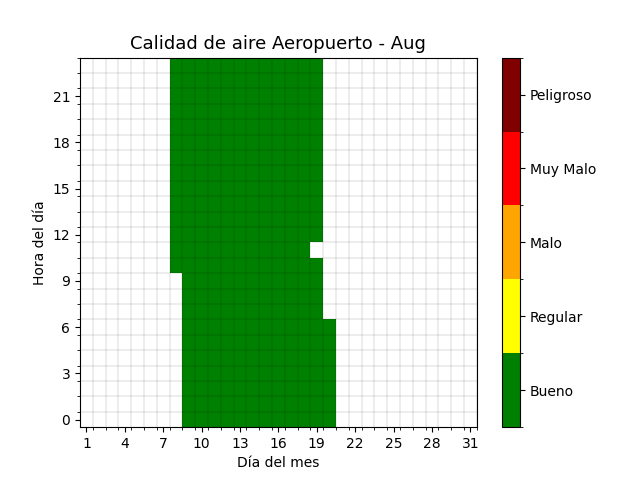 Calidad de aire Aeropuerto - Aug
Hora del día
21
18
15
12
9
6
3
0
1 4 7 10 13 16 19 22 25 28 31
Día del mes
Peligroso
Muy Malo
Malo
Regular
Bueno